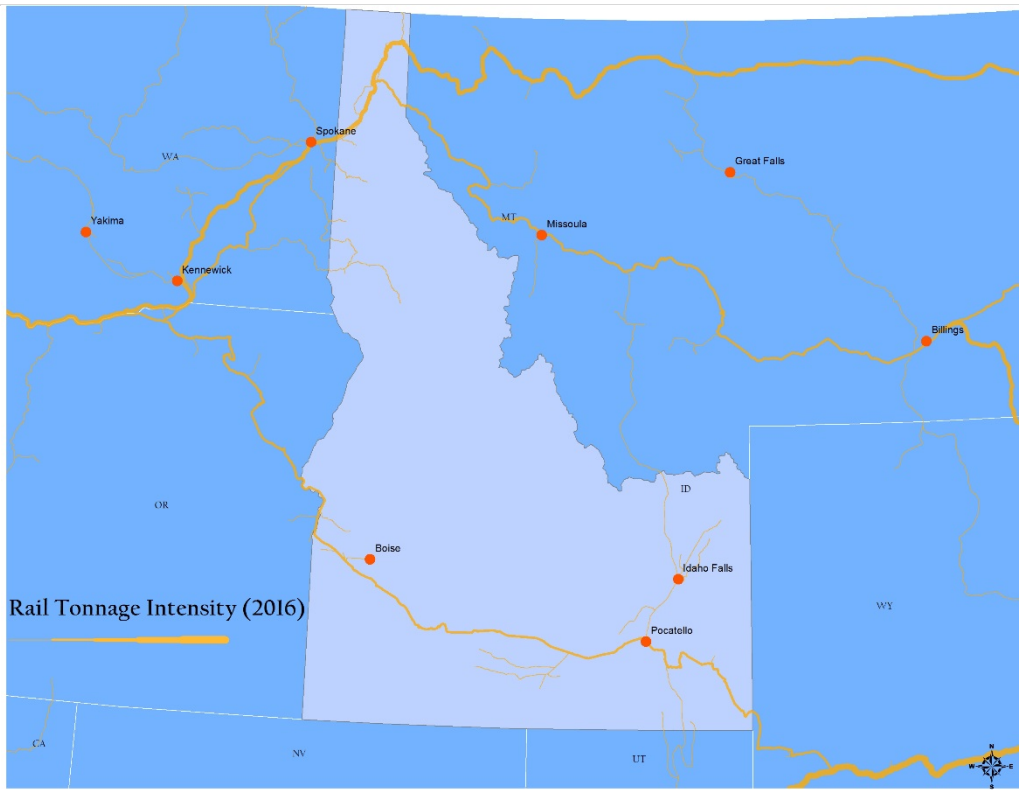 Spokane
WA
Great Falls
Yakima
MT
Missoula
Kennewick
Billings
ID
OR
Boise
Idaho Falls
Rail Tonnage Intensity (2016)
WY
Pocatello
CA
NV
UT
N
W
E
S